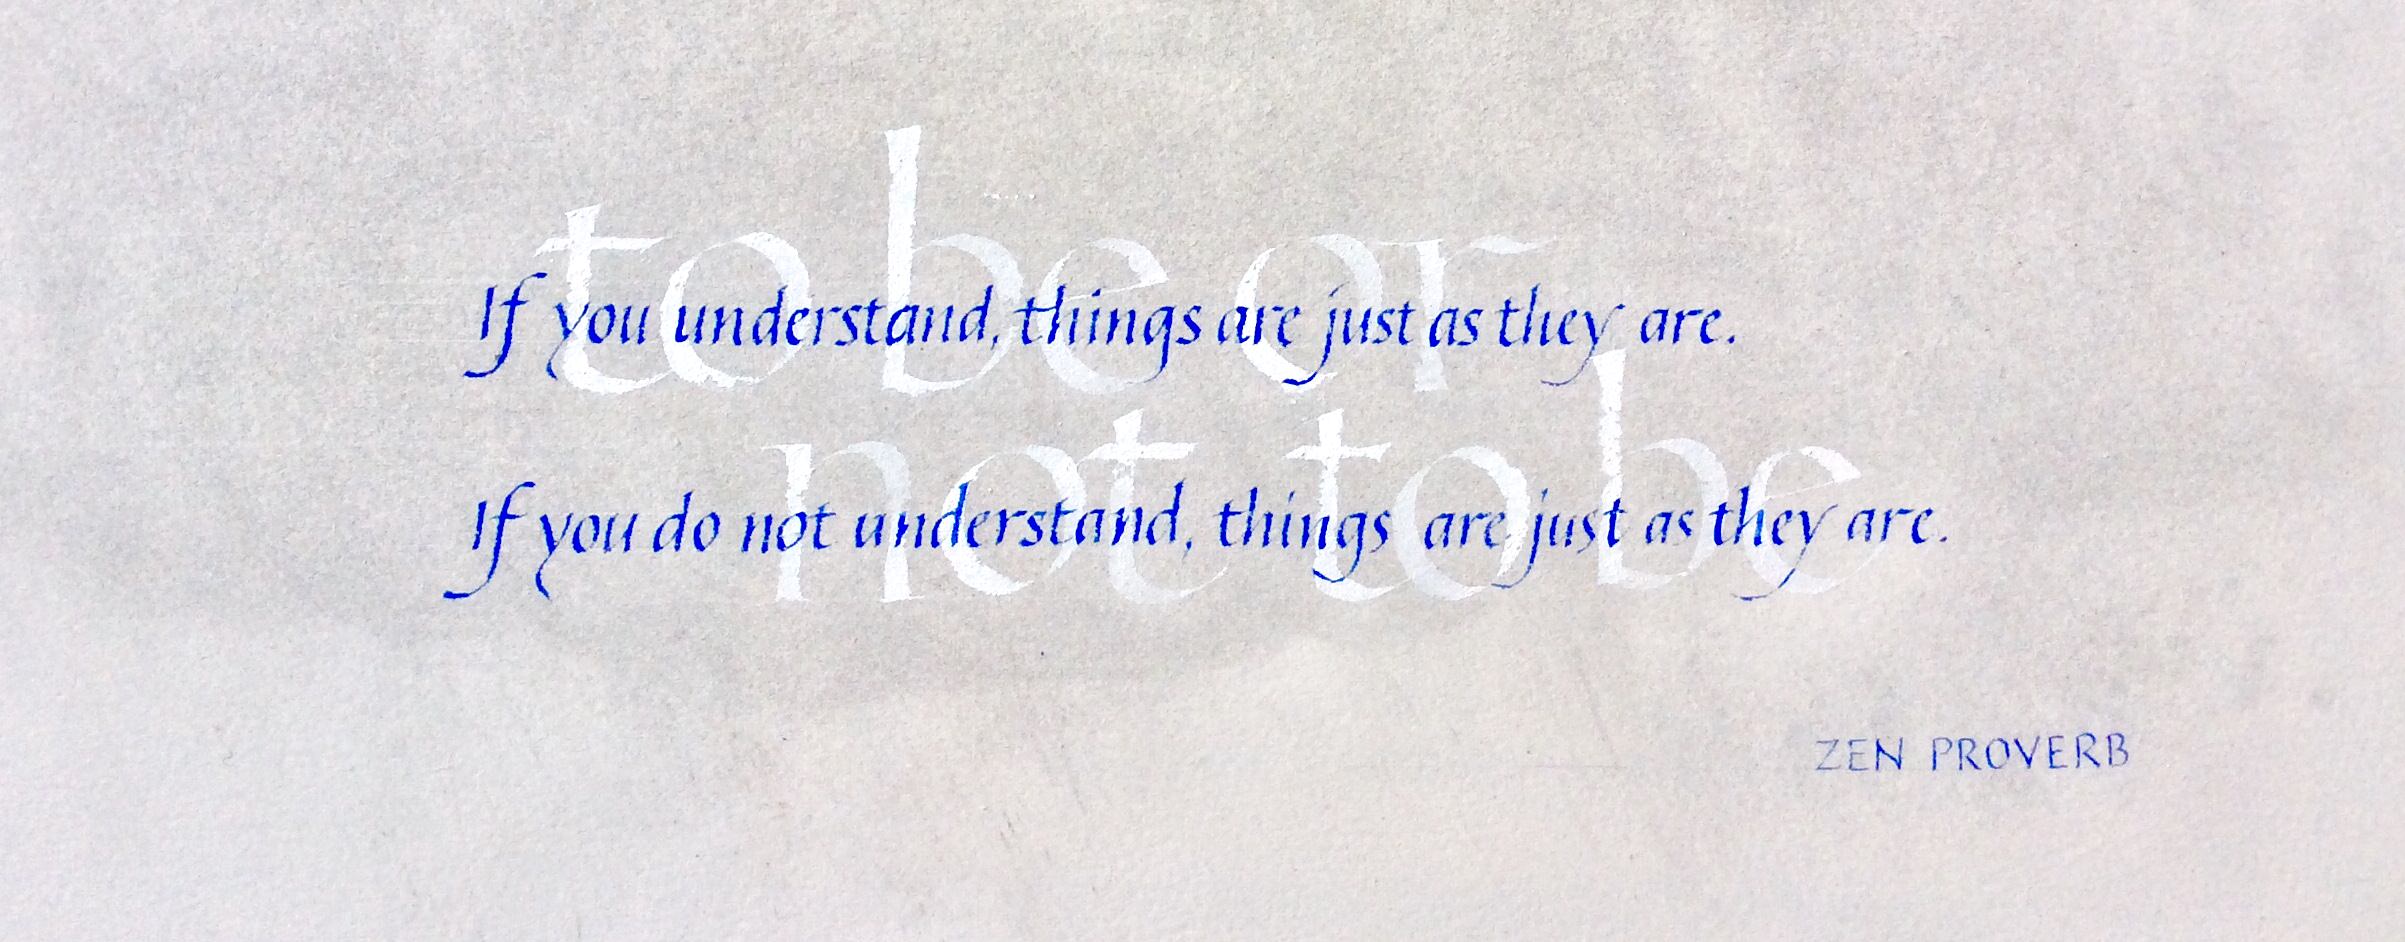 to be or
If you understand, things are just as they are.
not to be
If you do not understand, things are just as they are.
ZEN PROVERB